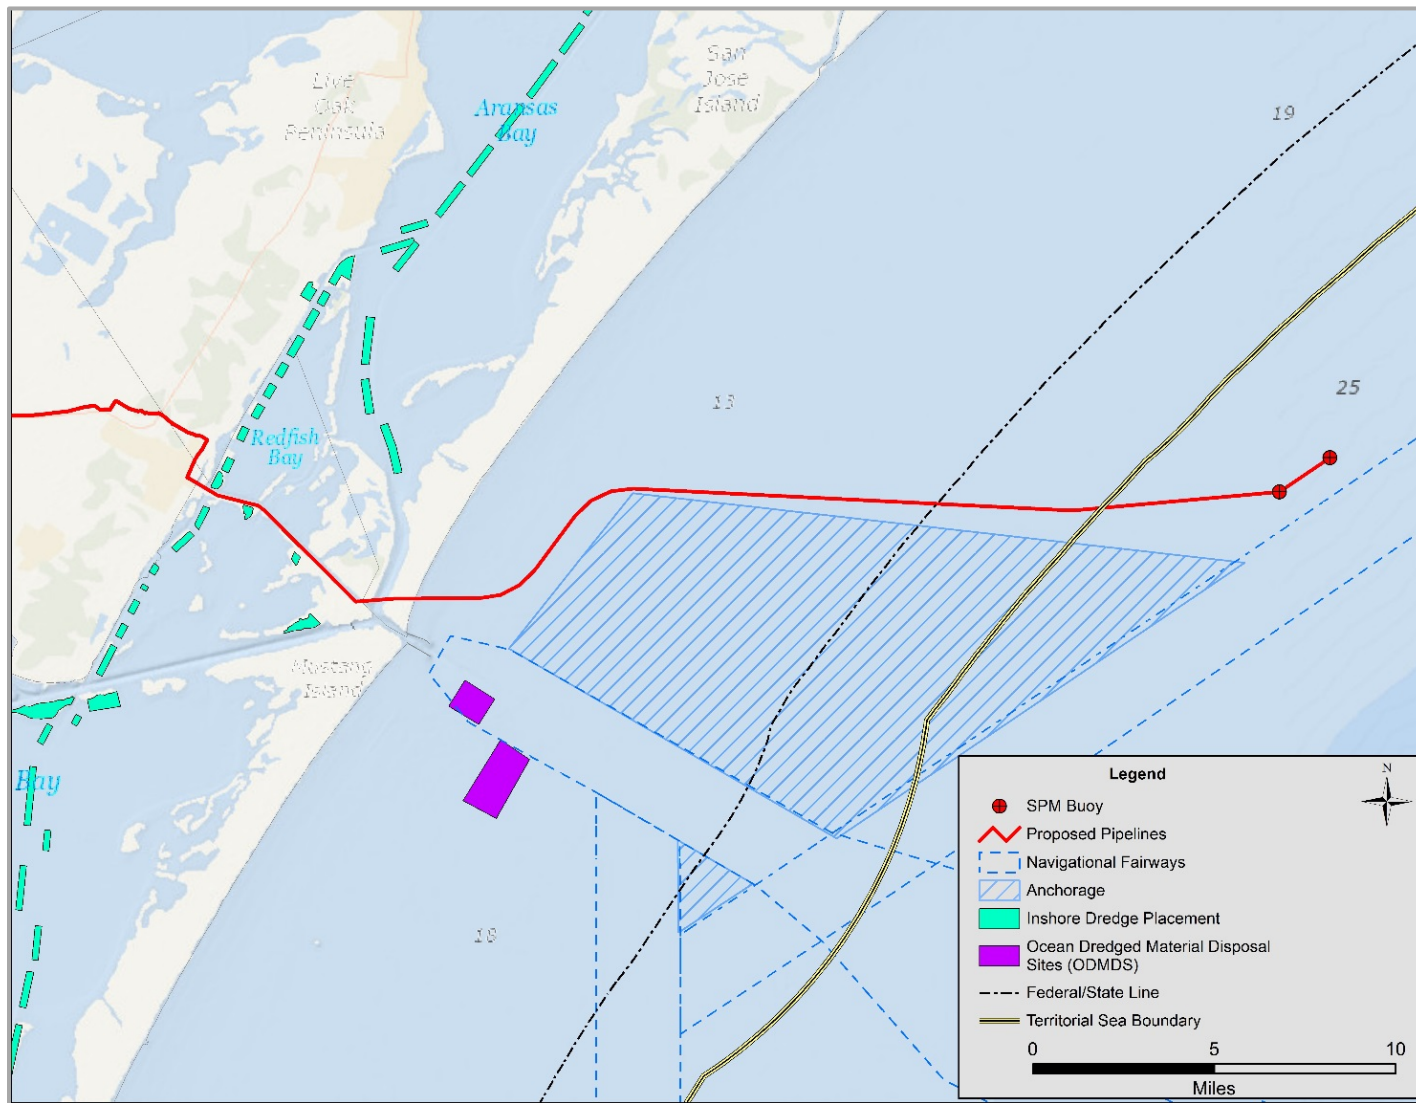 Live
Oak
Peninsula
Aransas
Bay
San
Jose
Island
19
25
13
Redfish
Bay
Mustang
Island
Bay
18
Legend
N
SPM Buoy
Proposed Pipelines
Navigational Fairways
Anchorage
Inshore Dredge Placement
Ocean Dredged Material Disposal
Sites (ODMDS)
Federal/State Line
Territorial Sea Boundary
0 5 10
Miles